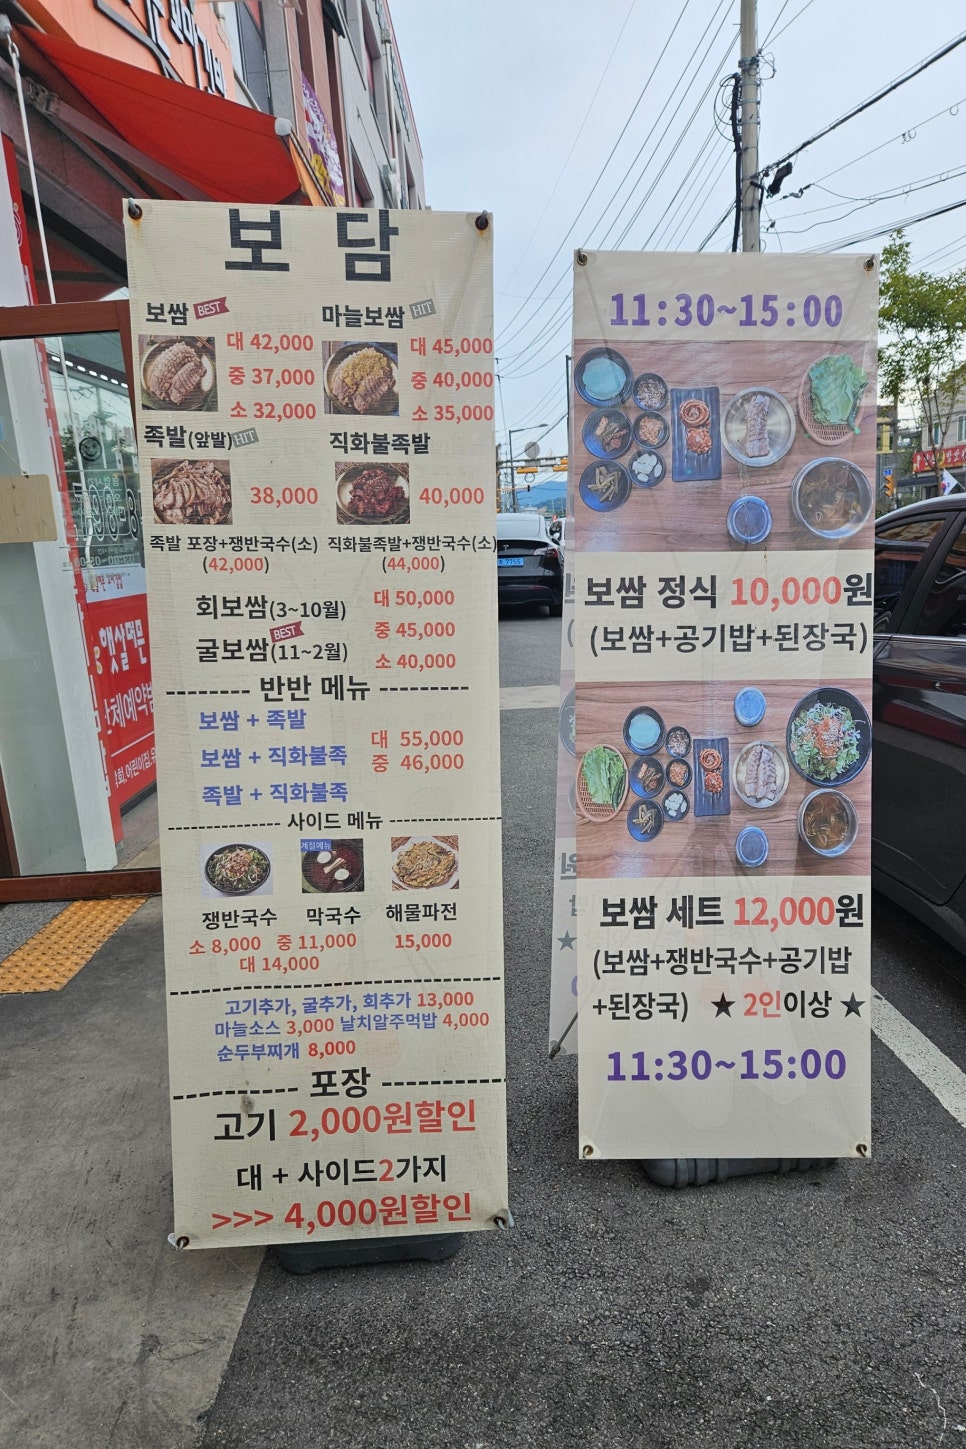 보 담
보쌈 BEST
대 42,000
중 37,000
소 32,000
마늘보쌈 HIT
대 45,000
중 40,000
소 35,000
족발(앞발) HIT
38,000
직화불족발
40,000
족발 포장+쟁반국수(소)
(42,000)
직화불족발+쟁반국수(소)
(44,000)
회보쌈(3~10월)
BEST
굴보쌈(11~2월)
대 50,000
중 45,000
소 40,000
반반 메뉴
보쌈 + 족발
보쌈 + 직화불족
족발 + 직화불족
대 55,000
중 46,000
사이드 메뉴
계절메뉴
쟁반국수 막국수 해물파전
소 8,000 중 11,000 15,000
대 14,000
고기추가, 굴추가, 회추가 13,000
마늘소스 3,000 날치알주먹밥 4,000
순두부찌개 8,000
포장
고기 2,000원할인
대 + 사이드2가지
>>> 4,000원할인
11:30~15:00
보쌈 정식 10,000원
(보쌈+공기밥+된장국)
보쌈 세트 12,000원
(보쌈+쟁반국수+공기밥
+된장국) ★ 2인이상 ★
11:30~15:00
햇살머문
단체예약
7755